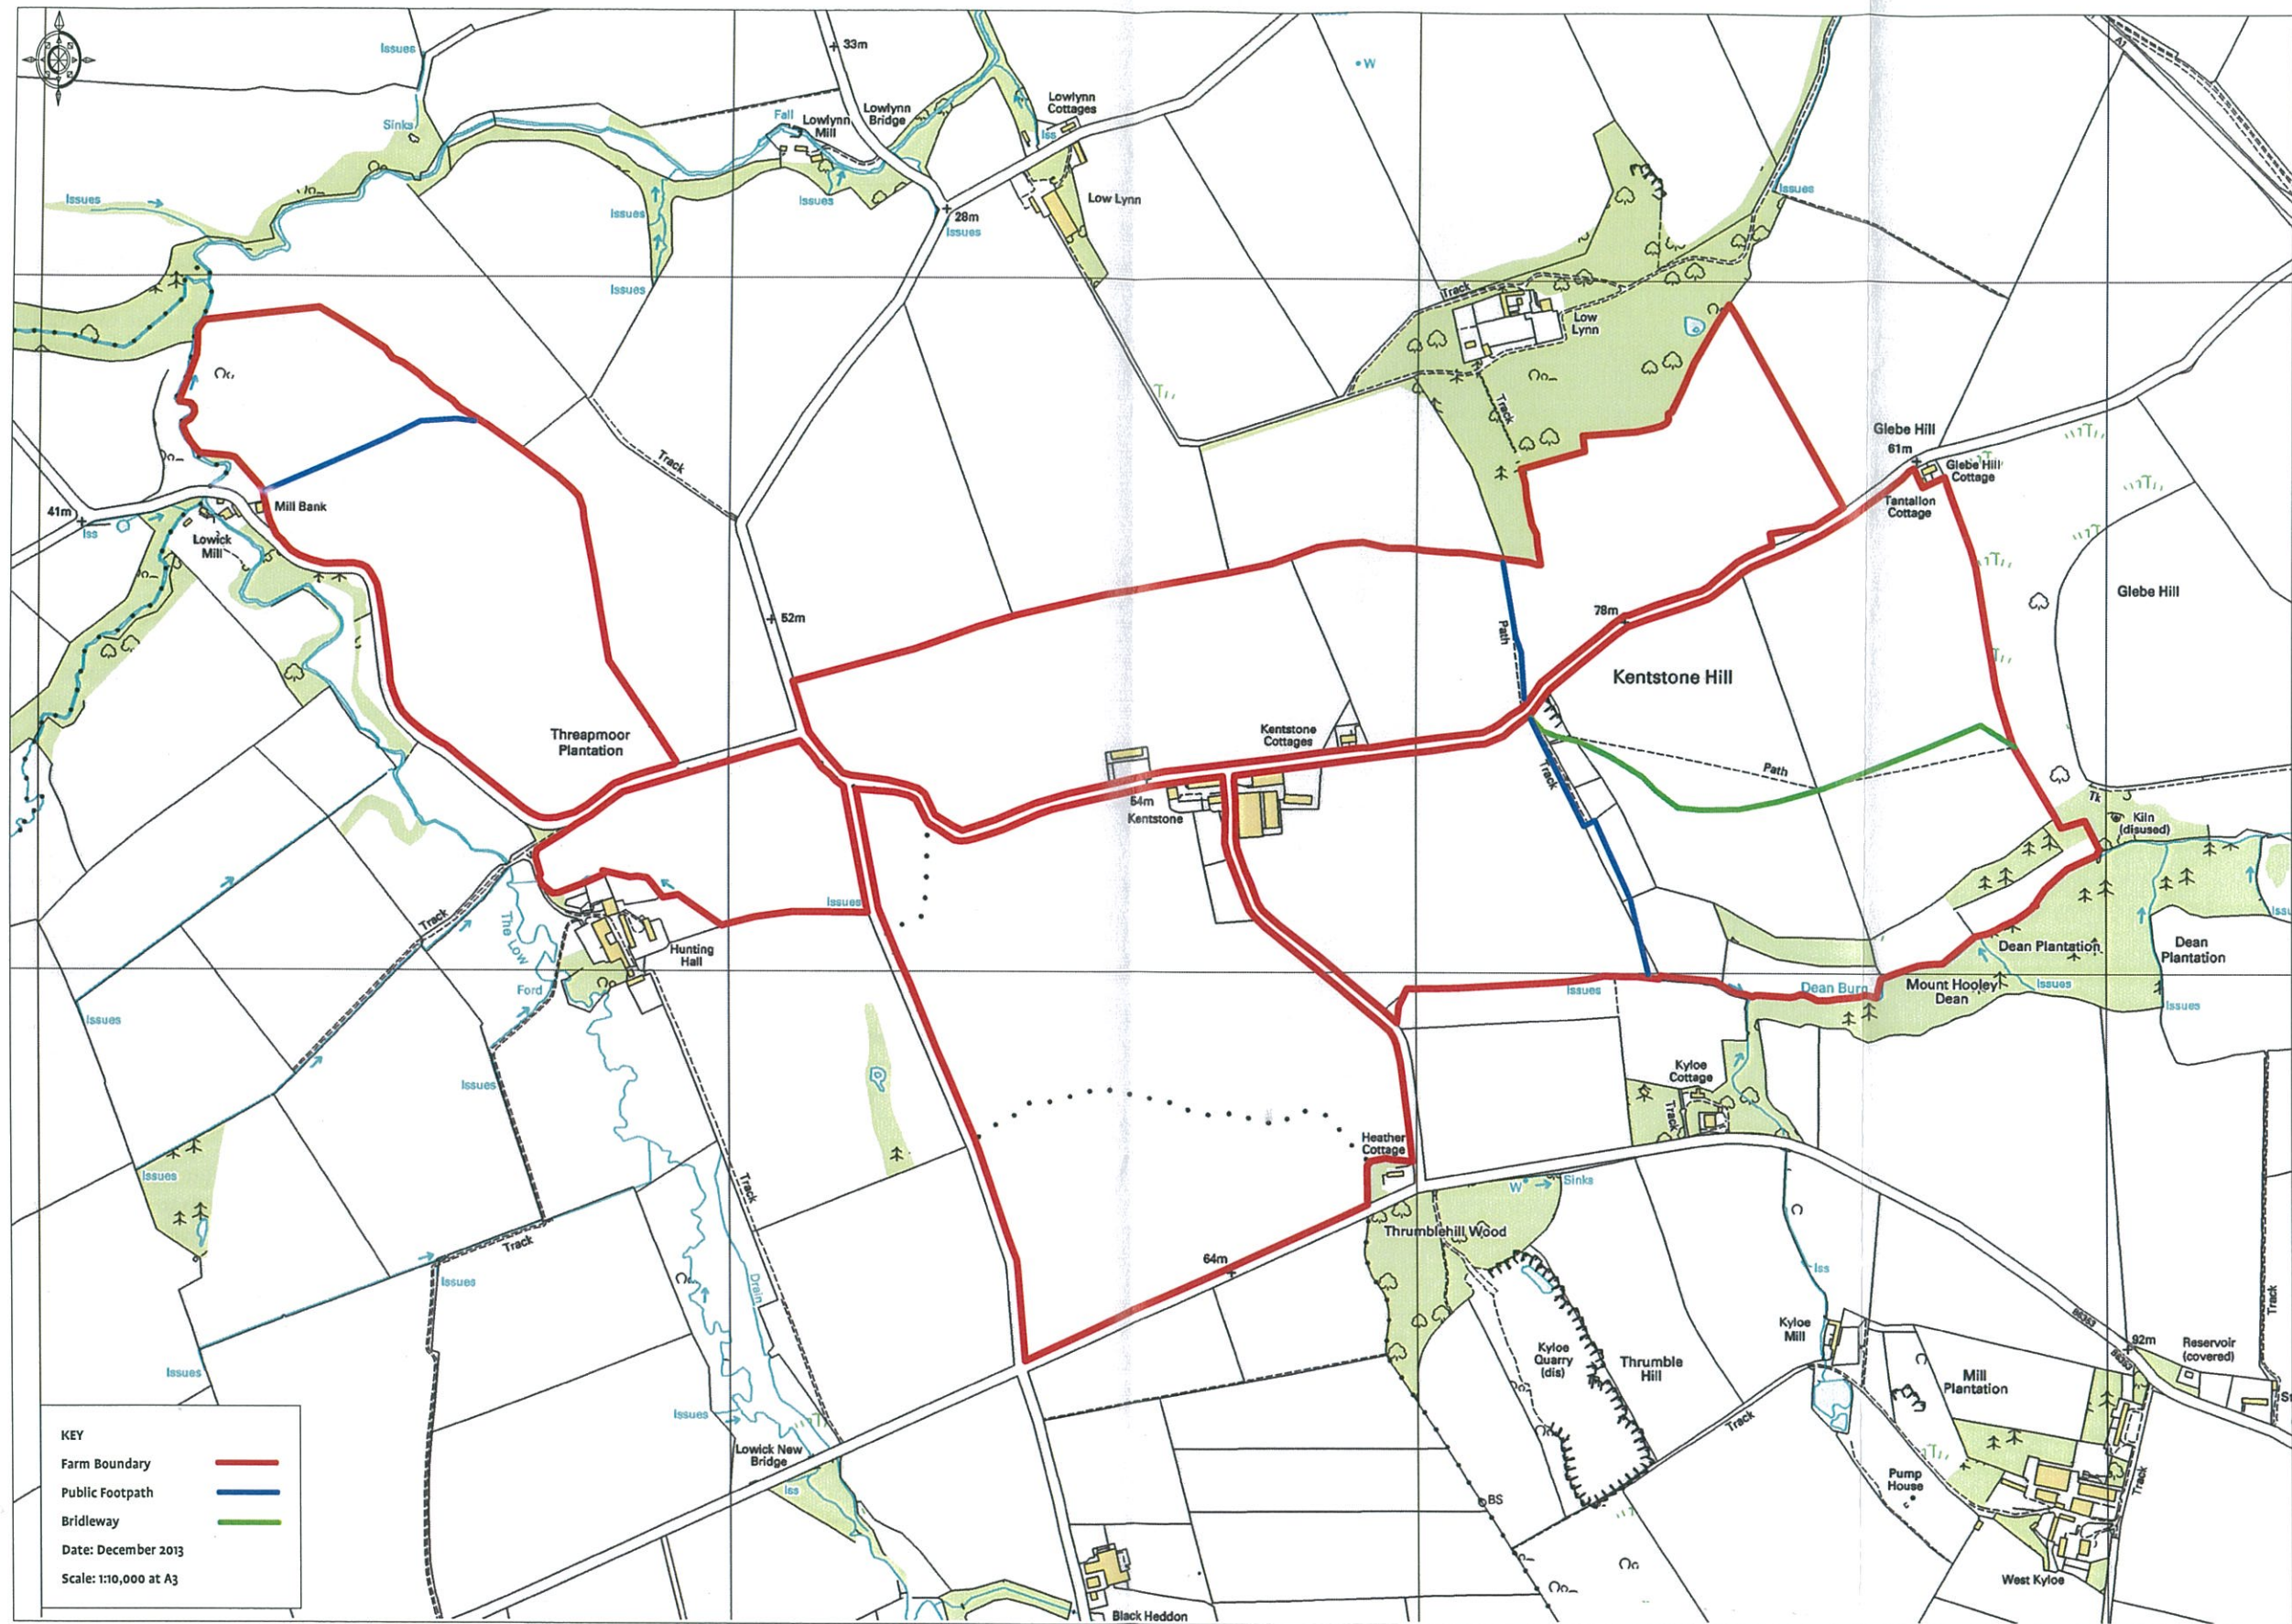 Issues
33m
W
A1
Lowlynn
Cottages
Lowlynn
Bridge
Fall
Lowlynn
Mill
Sinks
Iss
Issues
Issues
Issues
Issues
Low Lynn
28m
Issues
Issues
Track
Low
Lynn
Track
Glebe Hill
61m
Glebe Hill
Cottage
Tantallon
Cottage
Track
Mill Bank
41m
Iss
Lowick
Mill
Glebe Hill
52m
78m
Path
Kentstone Hill
Threapmoor
Plantation
Kentstone
Cottages
Path
Track
54m
Kentstone
Tk
Kiln
(disused)
Issues
Track
The Low
Hunting
Hall
Dean Plantation
Dean
Plantation
Ford
Issues
Dean Burn
Mount Hooley
Dean
Issues
Issues
Issues
Issues
Kyloe
Cottage
Track
Heather
Cottage
Issues
Track
W
Sinks
Thrumblehill Wood
Track
64m
Issues
Drain
Iss
Track
Kyloe
Mill
B6353
92m
B6353
Reservoir
(covered)
Kyloe
Quarry
(dis)
Thrumble
Hill
Mill
Plantation
Issues
Issues
Track
Track
Lowick New
Bridge
Iss
Pump
House
BS
West Kyloe
Black Heddon
KEY
Farm Boundary
Public Footpath
Bridleway
Date: December 2013
Scale: 1:10,000 at A3